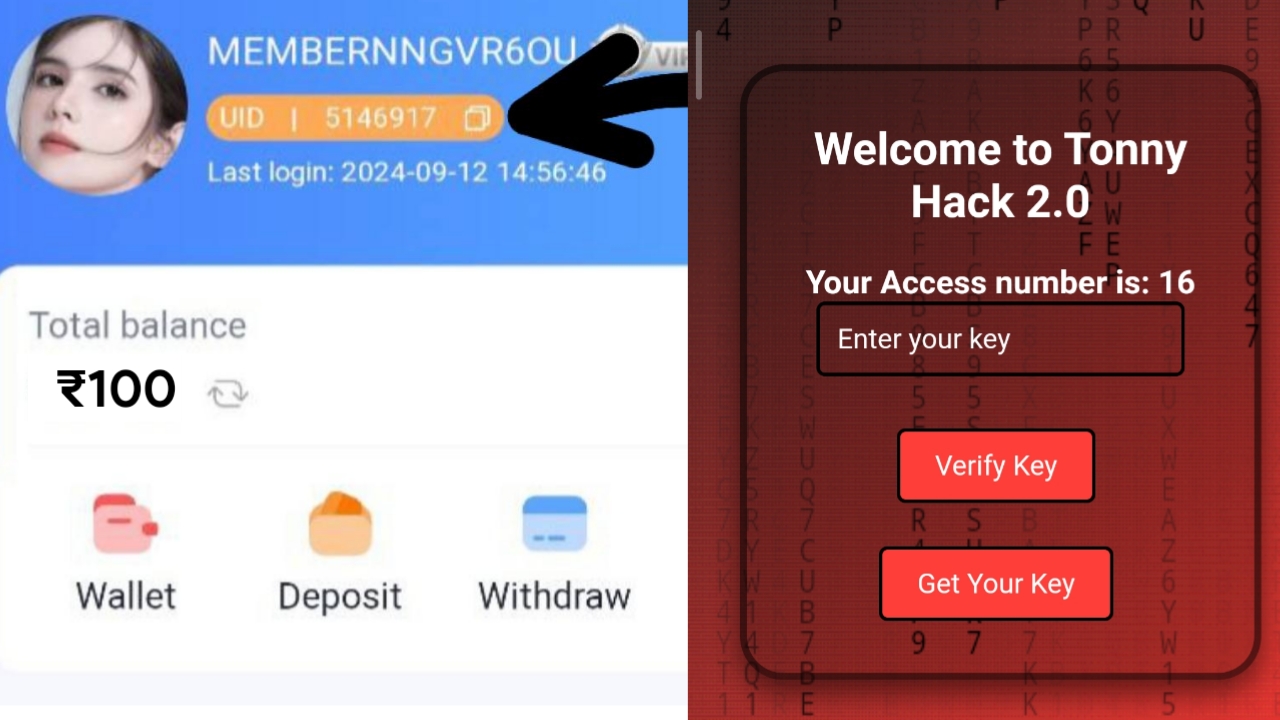 MEMBERNNGVR6OU
VIP
UID | 5146917
Last login: 2024-09-12 14:56:46
Total balance
₹100
Wallet
Deposit
Withdraw
Welcome to Tonny
Hack 2.0
Your Access number is: 16
Enter your key
Verify Key
Get Your Key